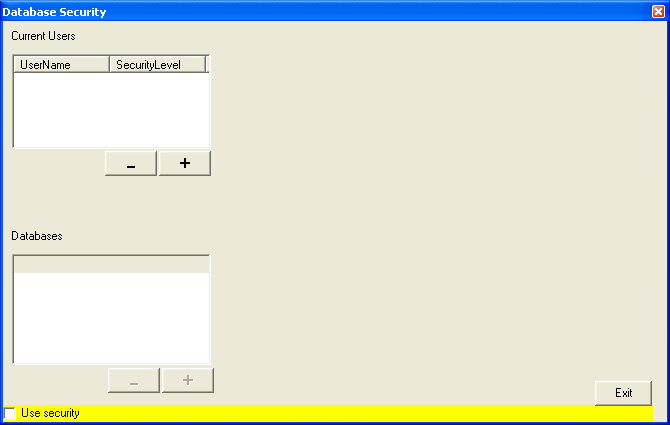 Database Security
Current Users
UserName SecurityLevel
- +
Databases
- +
Exit
Use security